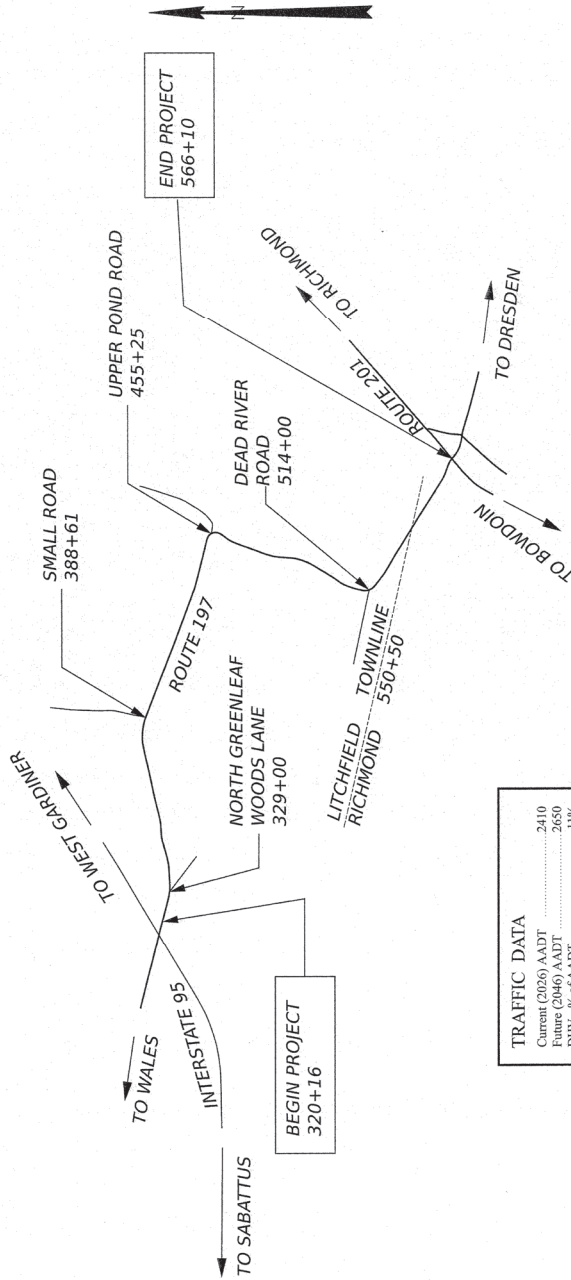 N
END PROJECT
566+10
UPPER POND ROAD
455+25
SMALL ROAD
388+61
TO RICHMOND
ROUTE 201
DEAD RIVER
ROAD
514+00
TO DRESDEN
TO BOWDOIN
ROUTE 197
TOWNLINE
550+50
LITCHFIELD
RICHMOND
NORTH GREENLEAF
WOODS LANE
329+00
TO WEST GARDINER
TO WALES
INTERSTATE 95
BEGIN PROJECT
320+16
TO SABATTUS
TRAFFIC DATA
Current (2026) AADT ........................ 2410
Future (2046) AADT ........................ 2650